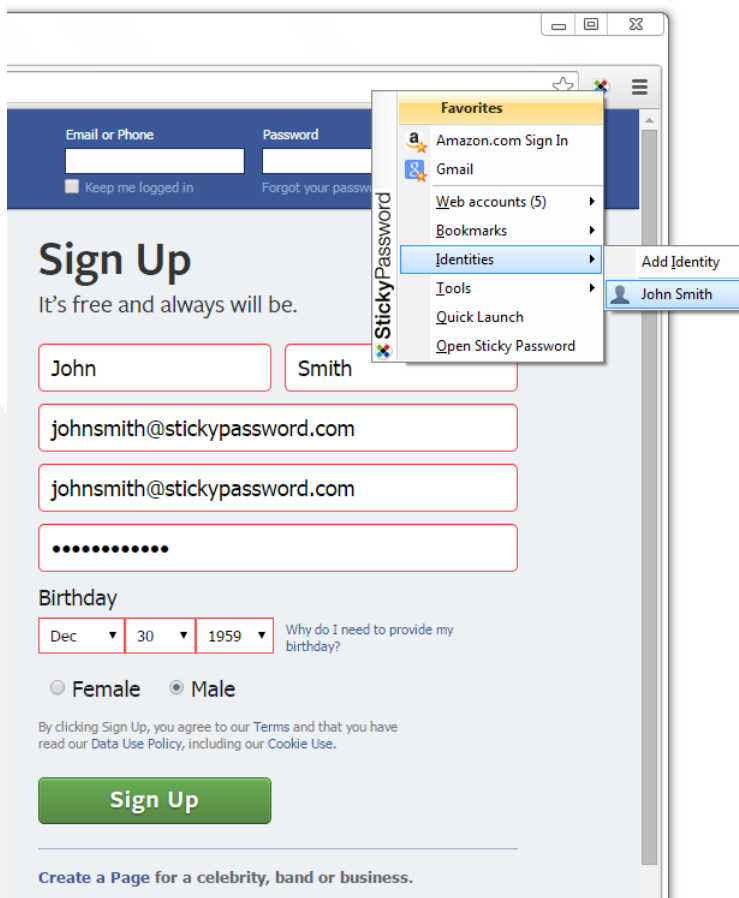 Favorites
Amazon.com Sign In
Gmail
Web accounts (5)
Bookmarks
Identities
Tools
Quick Launch
Open Sticky Password
StickyPassword
Add Identity
John Smith
Email or Phone
Password
Keep me logged in
Forgot your
Sign Up
It's free and always will be.
John
Smith
johnsmith@stickypassword.com
johnsmith@stickypassword.com
••••••••••••
Birthday
Dec
30
1959
Why do I need to provide my
birthday?
Female
Male
By clicking Sign Up, you agree to our Terms and that you have
read our Data Use Policy, including our Cookie Use.
Sign Up
Create a Page for a celebrity, band or business.